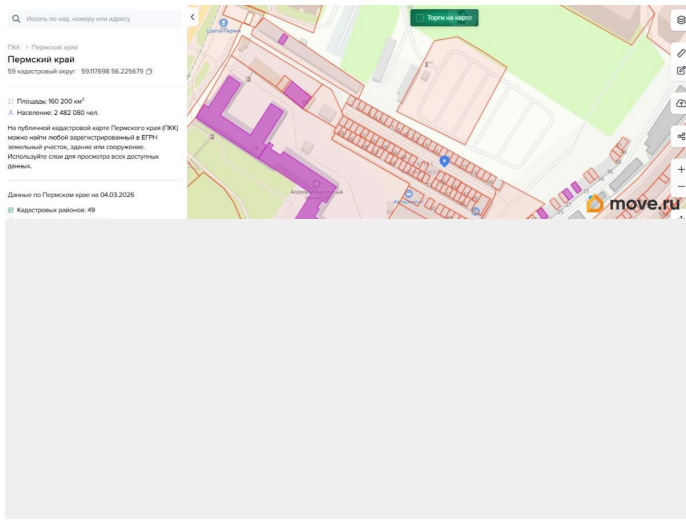 Искать по кад. номеру или адресу
ПКК > Пермский край
Пермский край
59 кадастровый округ 59.117698 56.225679
Площадь: 160 200 км²
Население: 2 482 080 чел.
На публичной кадастровой карте Пермского края (ПКК)
можно найти любой зарегистрированный в ЕГРН
земельный участок, здание или сооружение.
Используйте слои для просмотра всех доступных
данных.
Данные по Пермском крае на 04.03.2026
Кадастровых районов: 49
Торги на карте
move.ru